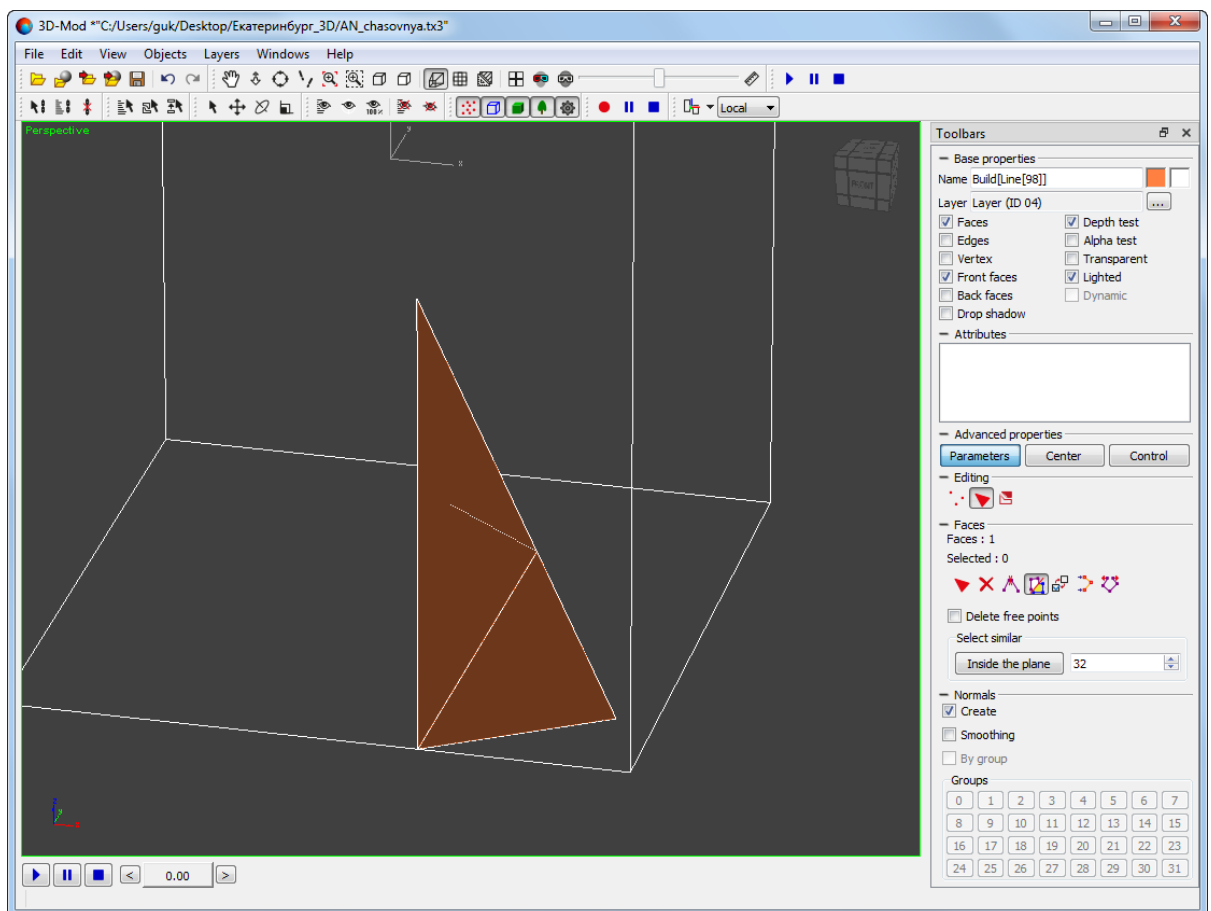 3D-Mod *"C:/Users/guk/Desktop/Екатеринбург_3D/AN_chasovnya.tx3"
File Edit View Objects Layers Windows Help
100%
Local
Perspective
y
x
FRONT
Toolbars
Base properties
Name Build[Line[98]]
Layer Layer (ID 04) ...
Faces Depth test
Edges Alpha test
Vertex Transparent
Front faces Lighted
Back faces Dynamic
Drop shadow
Attributes
Advanced properties
Parameters Center Control
Editing
Faces
Faces : 1
Selected : 0
Delete free points
Select similar
Inside the plane 32
Normals
Create
Smoothing
By group
Groups
0 1 2 3 4 5 6 7
8 9 10 11 12 13 14 15
16 17 18 19 20 21 22 23
24 25 26 27 28 29 30 31
z
y
x
< 0.00 >